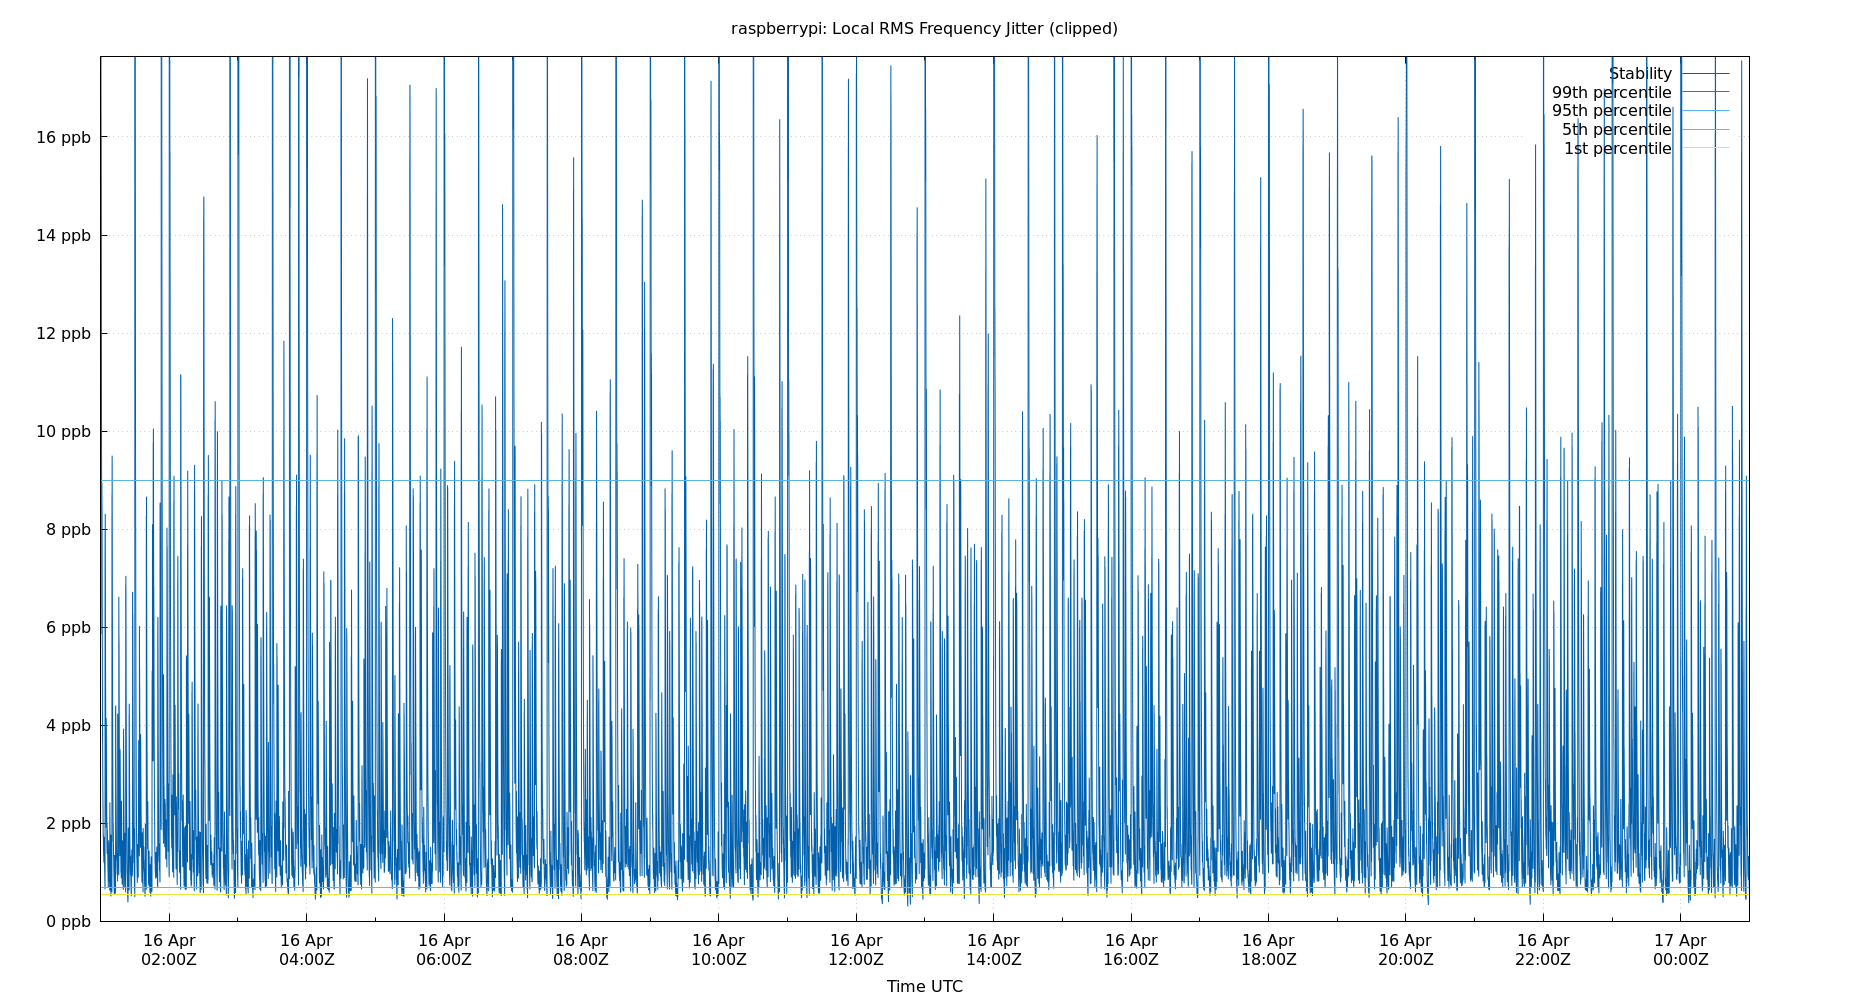 raspberrypi: Local RMS Frequency Jitter (clipped)
Stability
99th percentile
95th percentile
5th percentile
1st percentile
16 ppb
14 ppb
12 ppb
10 ppb
8 ppb
6 ppb
4 ppb
2 ppb
0 ppb
16 Apr 16 Apr 16 Apr 16 Apr 16 Apr 16 Apr 16 Apr 16 Apr 16 Apr 16 Apr 16 Apr 17 Apr
02:00Z 04:00Z 06:00Z 08:00Z 10:00Z 12:00Z 14:00Z 16:00Z 18:00Z 20:00Z 22:00Z 00:00Z
Time UTC